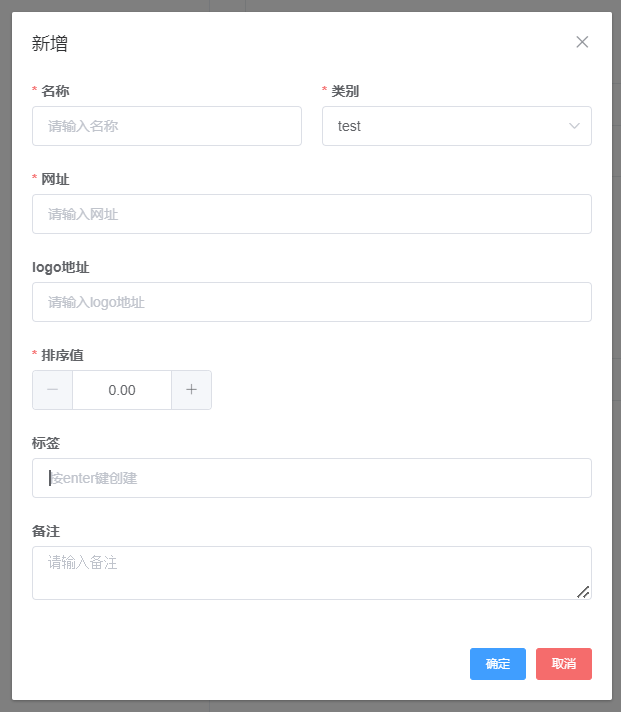 新增
* 名称
* 类别
请输入名称
test
* 网址
请输入网址
logo地址
请输入logo地址
* 排序值
0.00
标签
按enter键创建
备注
请输入备注
确定
取消